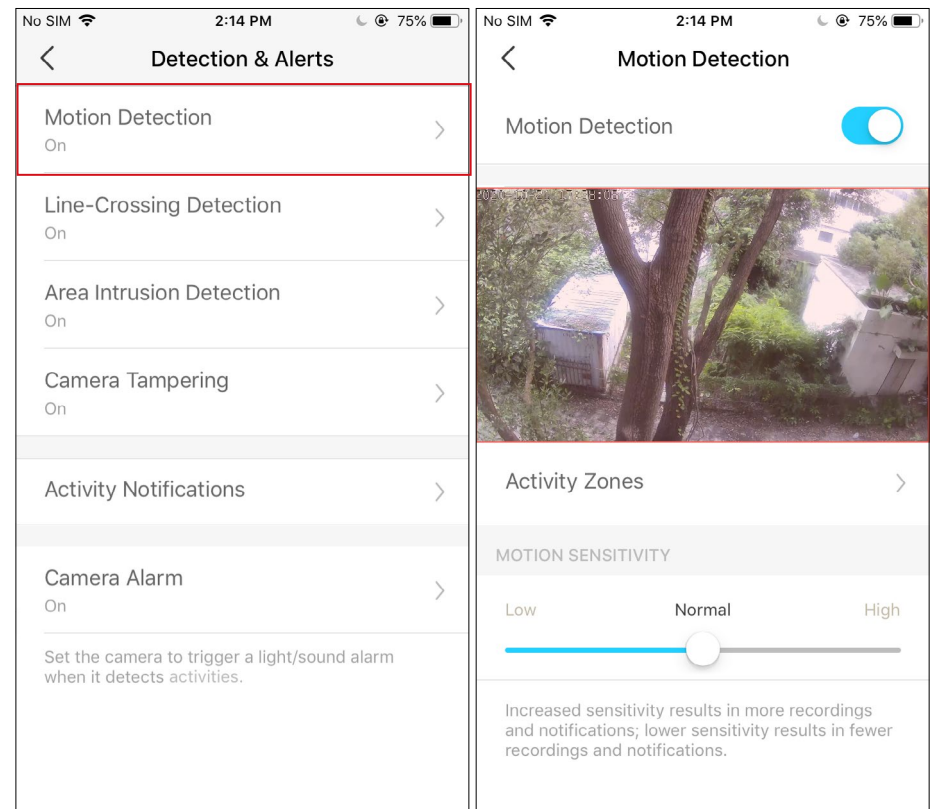 No SIM 2:14 PM 75%
Detection & Alerts
Motion Detection
On
Line-Crossing Detection
On
Area Intrusion Detection
On
Camera Tampering
On
Activity Notifications
Camera Alarm
On
Set the camera to trigger a light/sound alarm
when it detects activities.
No SIM 2:14 PM 75%
Motion Detection
Motion Detection
Activity Zones
MOTION SENSITIVITY
Low Normal High
Increased sensitivity results in more recordings
and notifications; lower sensitivity results in fewer
recordings and notifications.